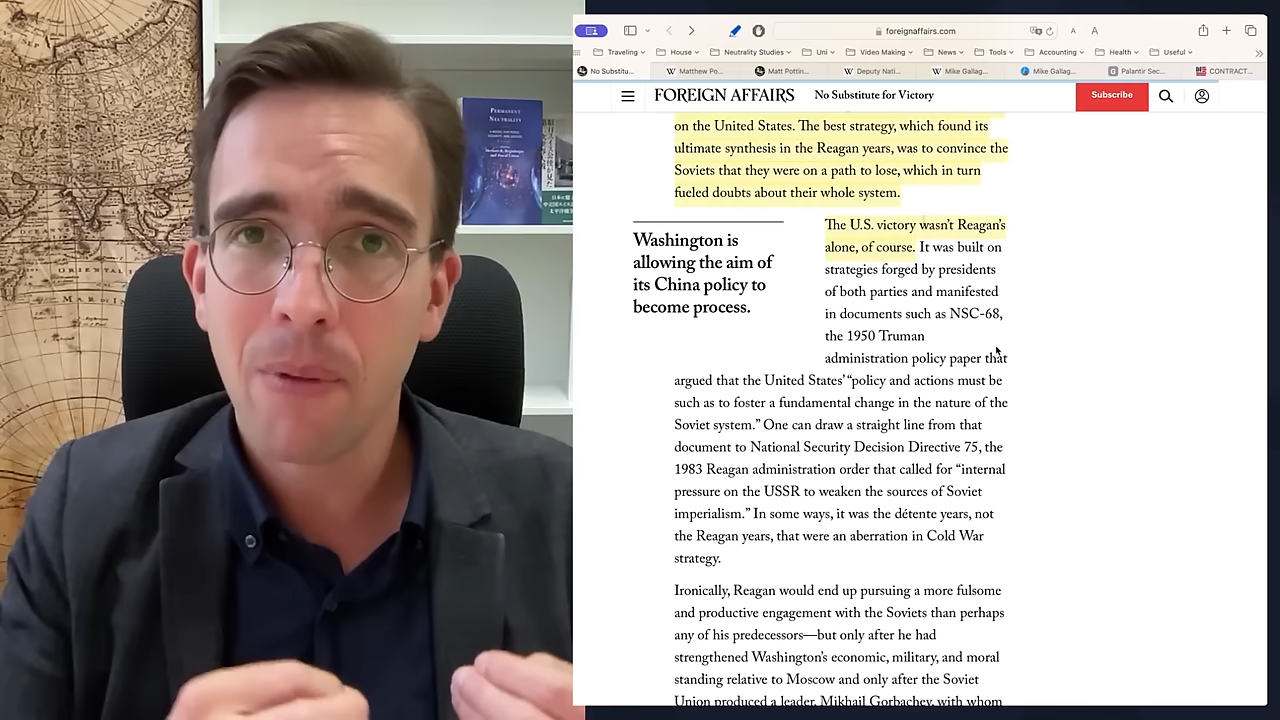 foreignaffairs.com
A A
Traveling House Neutrality Studies Uni Video Making News Tools Accounting Health Useful
No Substitu... Matthew Po... Matt Pottin... Deputy Nati... Mike Gallag... Mike Gallag... Palantir Sec... CONTRACT...
FOREIGN AFFAIRS No Substitute for Victory Subscribe
on the United States. The best strategy, which found its
ultimate synthesis in the Reagan years, was to convince the
Soviets that they were on a path to lose, which in turn
fueled doubts about their whole system.
Washington is
allowing the aim of
its China policy to
become process.
The U.S. victory wasn’t Reagan’s
alone, of course. It was built on
strategies forged by presidents
of both parties and manifested
in documents such as NSC-68,
the 1950 Truman
administration policy paper that
argued that the United States’ “policy and actions must be
such as to foster a fundamental change in the nature of the
Soviet system.” One can draw a straight line from that
document to National Security Decision Directive 75, the
1983 Reagan administration order that called for “internal
pressure on the USSR to weaken the sources of Soviet
imperialism.” In some ways, it was the détente years, not
the Reagan years, that were an aberration in Cold War
strategy.
Ironically, Reagan would end up pursuing a more fulsome
and productive engagement with the Soviets than perhaps
any of his predecessors—but only after he had
strengthened Washington’s economic, military, and moral
standing relative to Moscow and only after the Soviet
Union produced a leader, Mikhail Gorbachev, with whom
PERMANENT
NEUTRALITY
ORIENTAL